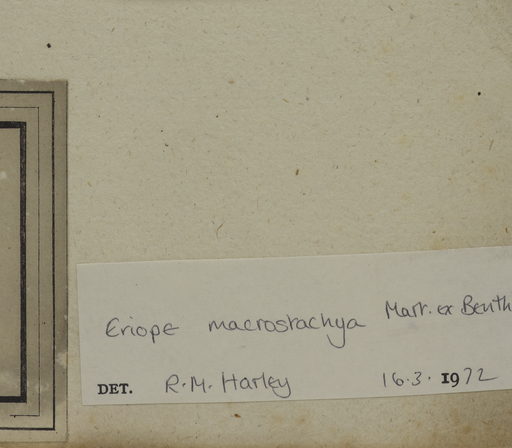 Eriope macrostachya Mart. ex Benth
DET. R.M. Harley 16.3.1972